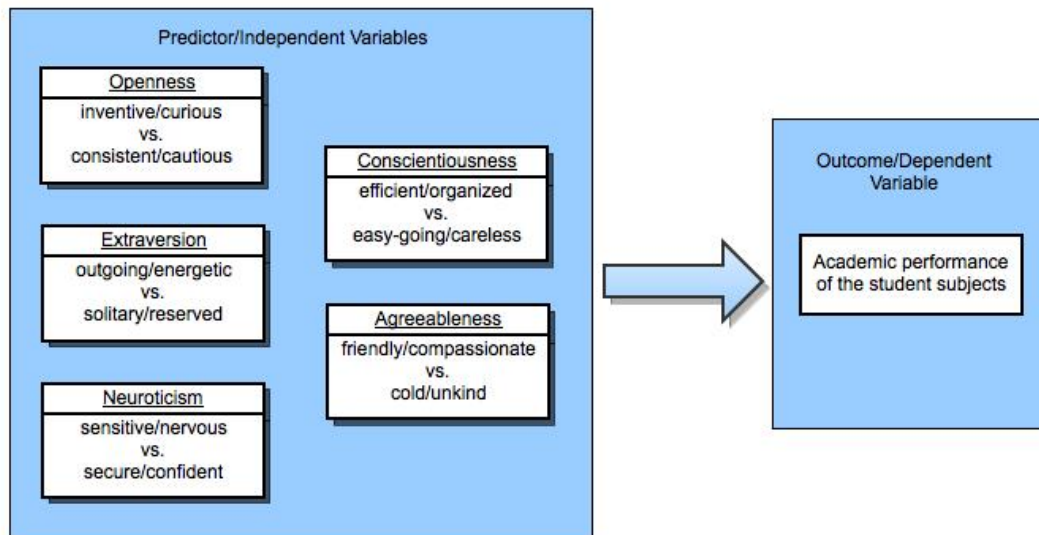 Predictor/Independent Variables
Openness
inventive/curious
vs.
consistent/cautious
Extraversion
outgoing/energetic
vs.
solitary/reserved
Neuroticism
sensitive/nervous
vs.
secure/confident
Conscientiousness
efficient/organized
vs.
easy-going/careless
Agreeableness
friendly/compassionate
vs.
cold/unkind
Outcome/Dependent
Variable
Academic performance
of the student subjects